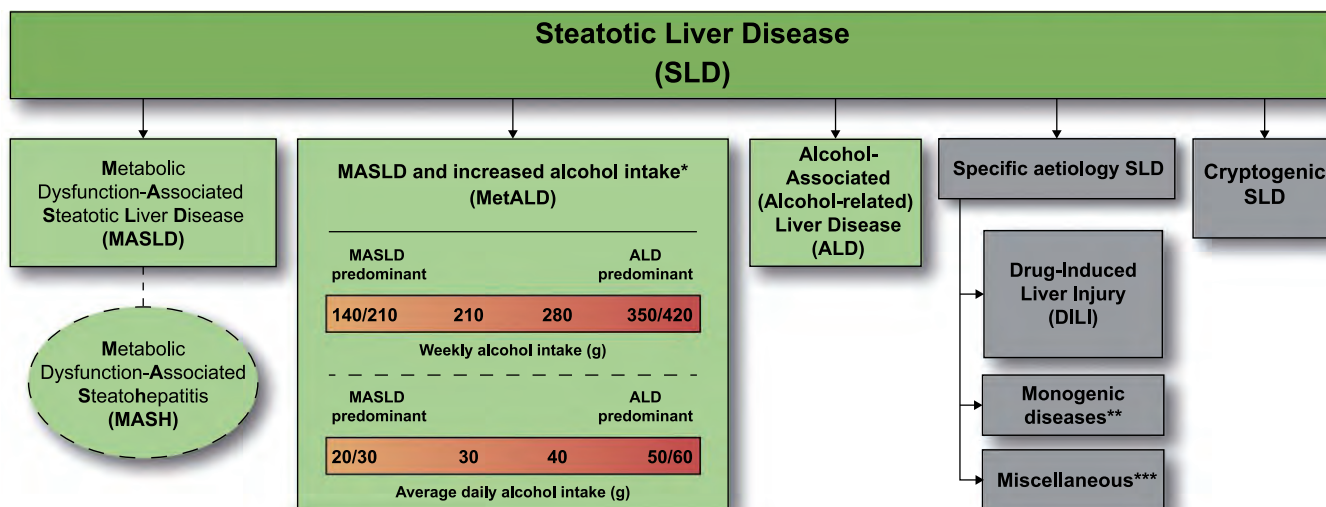 Steatotic Liver Disease
(SLD)
Metabolic
Dysfunction-Associated
Steatotic Liver Disease
(MASLD)
Metabolic
Dysfunction-Associated
Steatohepatitis
(MASH)
MASLD and increased alcohol intake*
(MetALD)
MASLD
predominant
ALD
predominant
140/210 210 280 350/420
Weekly alcohol intake (g)
MASLD
predominant
ALD
predominant
20/30 30 40 50/60
Average daily alcohol intake (g)
Alcohol-
Associated
(Alcohol-related)
Liver Disease
(ALD)
Specific aetiology SLD
Drug-Induced
Liver Injury
(DILI)
Monogenic
diseases**
Miscellaneous***
Cryptogenic
SLD